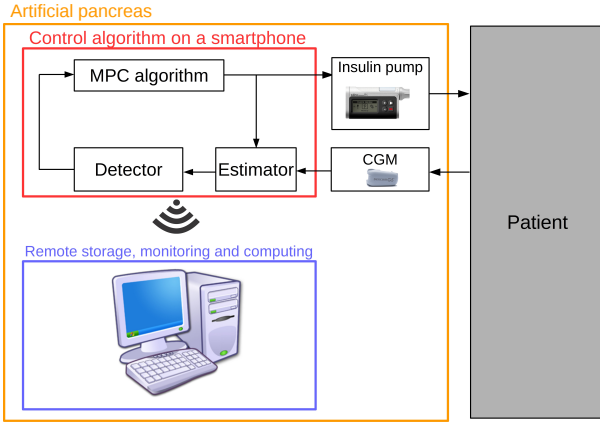 Artificial pancreas
Control algorithm on a smartphone
MPC algorithm
Insulin pump
Detector
Estimator
CGM
Patient
Remote storage, monitoring and computing